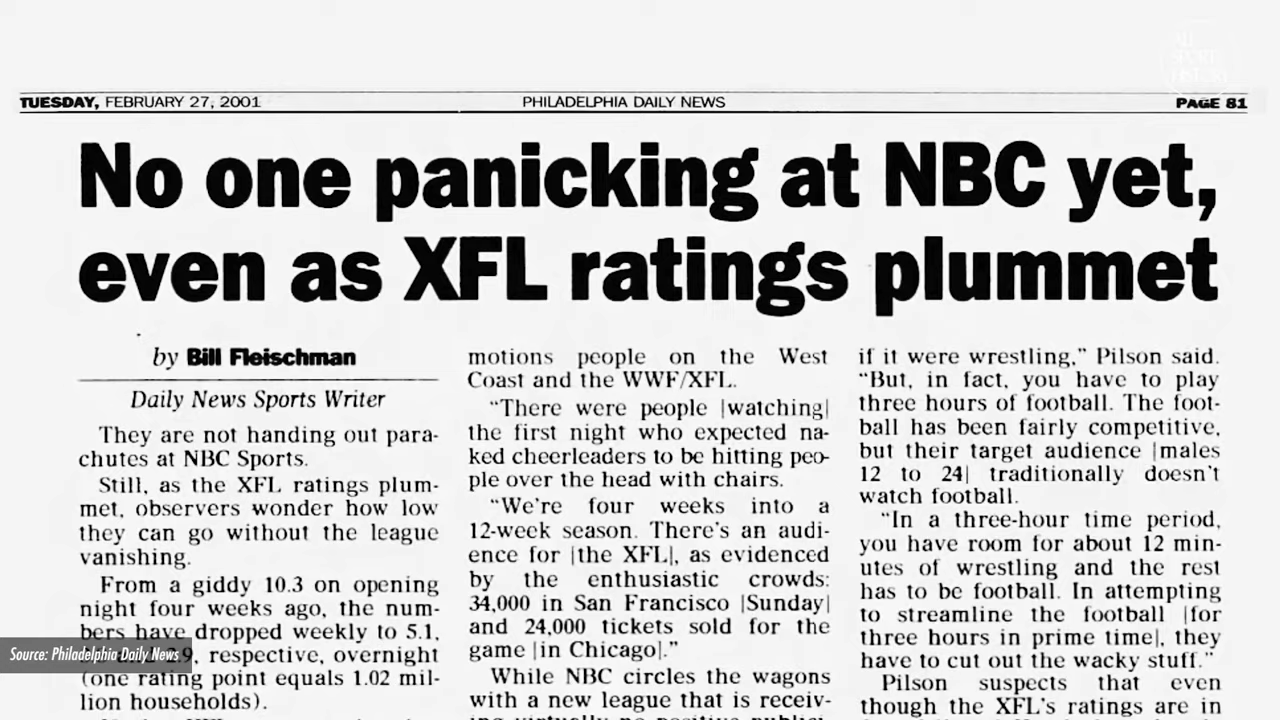 ALL
SPORTS
HISTORY
TUESDAY, FEBRUARY 27, 2001
PHILADELPHIA DAILY NEWS
PAGE 81
No one panicking at NBC yet,
even as XFL ratings plummet
by Bill Fleischman
Daily News Sports Writer
They are not handing out para-
chutes at NBC Sports.
Still, as the XFL ratings plum-
met, observers wonder how low
they can go without the league
vanishing.
From a giddy 10.3 on opening
night four weeks ago, the num-
bers have dropped weekly to 5.1,
9, respective, overnight
(one rating point equals 1.02 mil-
lion households).
motions people on the West
Coast and the WWF/XFL.
“There were people |watching|
the first night who expected na-
ked cheerleaders to be hitting peo-
ple over the head with chairs.
“We're four weeks into a
12-week season. There's an audi-
ence for |the XFL|, as evidenced
by the enthusiastic crowds:
34,000 in San Francisco |Sunday|
and 24,000 tickets sold for the
game |in Chicago|.”
While NBC circles the wagons
with a new league that is receiv-
ing virtually no positive public-
if it were wrestling,” Pilson said.
“But, in fact, you have to play
three hours of football. The foot-
ball has been fairly competitive,
but their target audience |males
12 to 24| traditionally doesn't
watch football.
“In a three-hour time period,
you have room for about 12 min-
utes of wrestling and the rest
has to be football. In attempting
to streamline the football |for
three hours in prime time|, they
have to cut out the wacky stuff.”
Pilson suspects that even
though the XFL's ratings are in
Source: Philadelphia Daily News